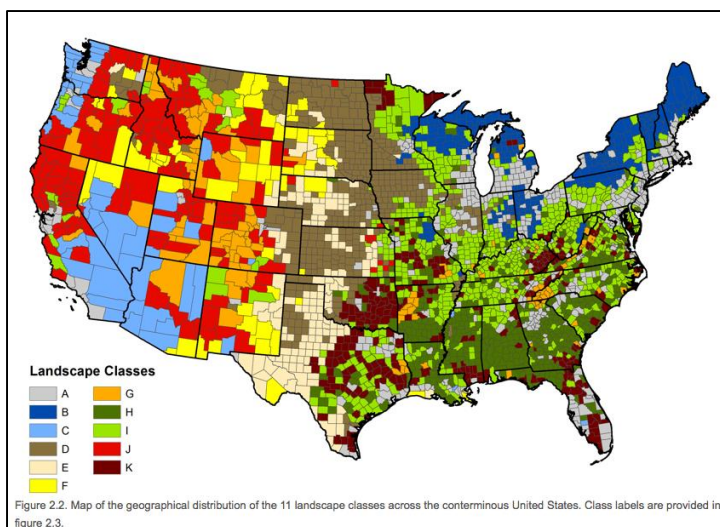 Landscape Classes
A G
B H
C I
D J
E K
F
Figure 2.2. Map of the geographical distribution of the 11 landscape classes across the conterminous United States. Class labels are provided in
figure 2.3.